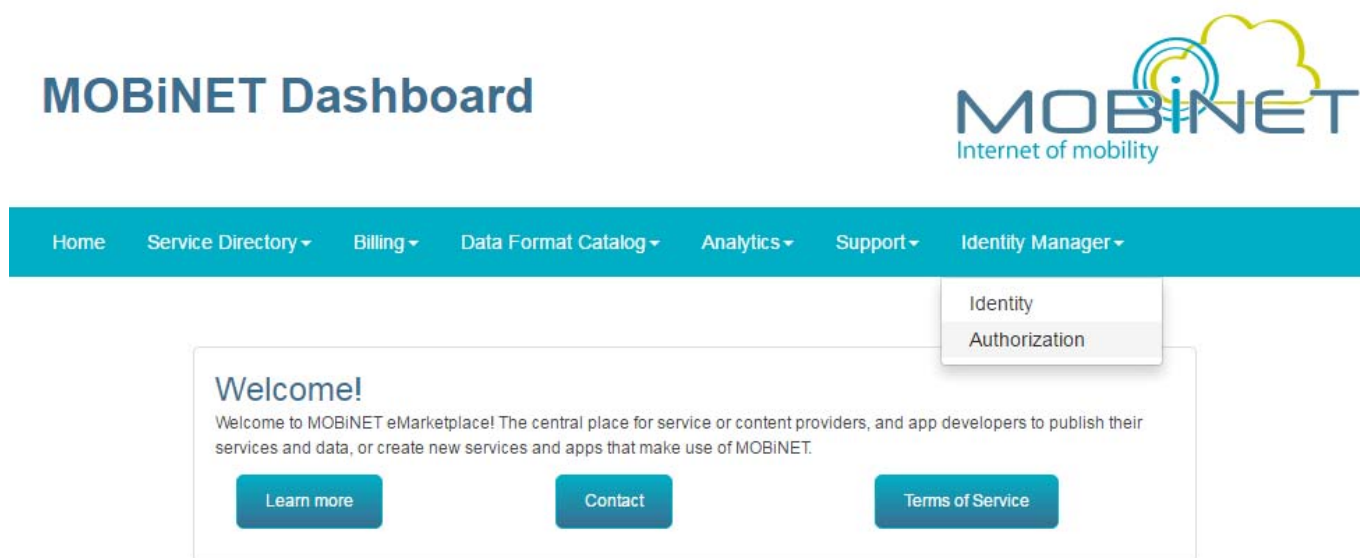 MOBiNET Dashboard
MOBiNET
Internet of mobility
Home Service Directory Billing Data Format Catalog Analytics Support Identity Manager
Identity
Authorization
Welcome!
Welcome to MOBiNET eMarketplace! The central place for service or content providers, and app developers to publish their
services and data, or create new services and apps that make use of MOBiNET.
Learn more Contact Terms of Service